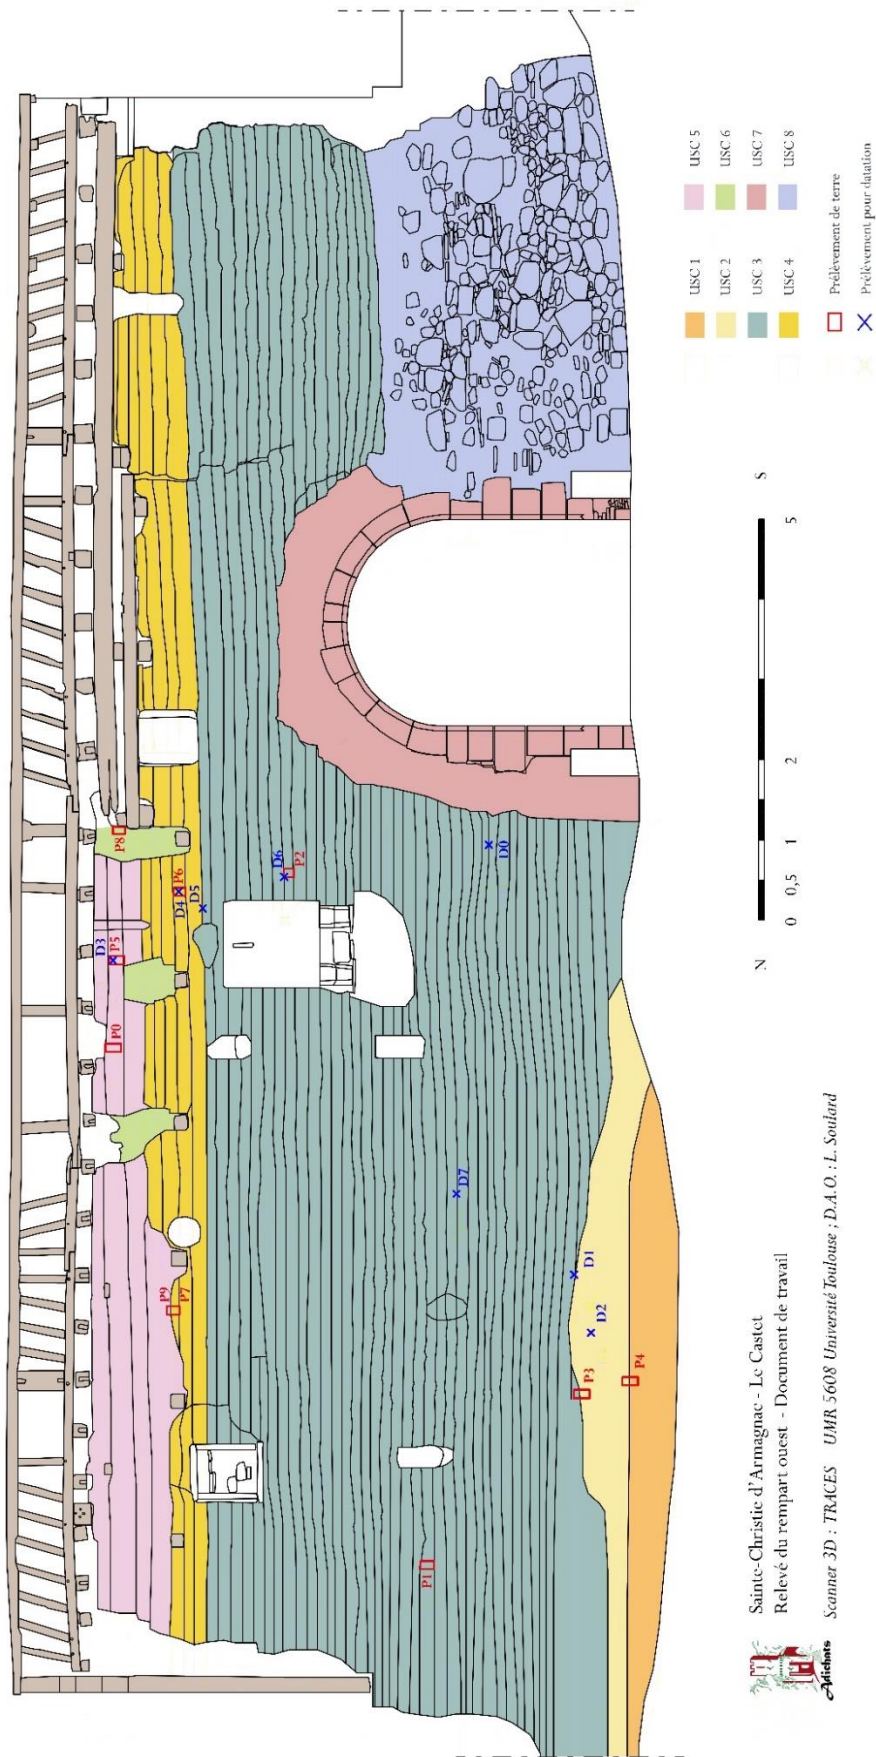 D3
P5
P0
P8
D4
P6
D5
D6
P2
D0
P9
P7
D7
D1
D2
P3
P4
P1
USC 1
USC 2
USC 3
USC 4
USC 5
USC 6
USC 7
USC 8
Prélèvement de terre
Prélèvement pour datation
N
S
0 0,5 1 2 5
Sainte-Christie d'Armagnac - Le Castet
Relevé du rempart ouest - Document de travail
Adichats
Scanner 3D : TRACES UMR 5608 Université Toulouse ; D.A.O. : L. Soulard